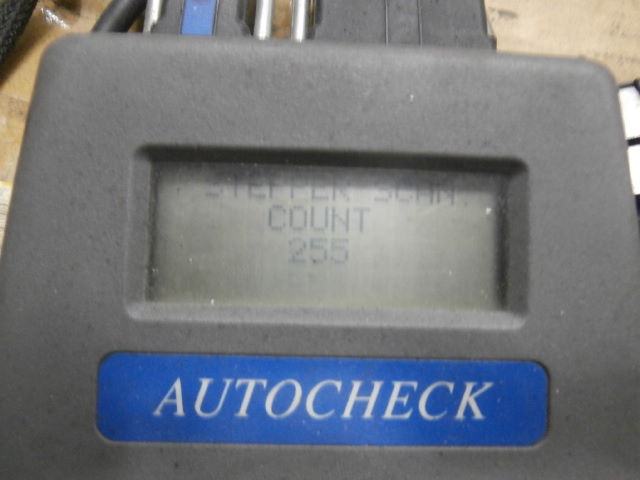 STEPPER SCAN
COUNT
255
AUTOCHECK